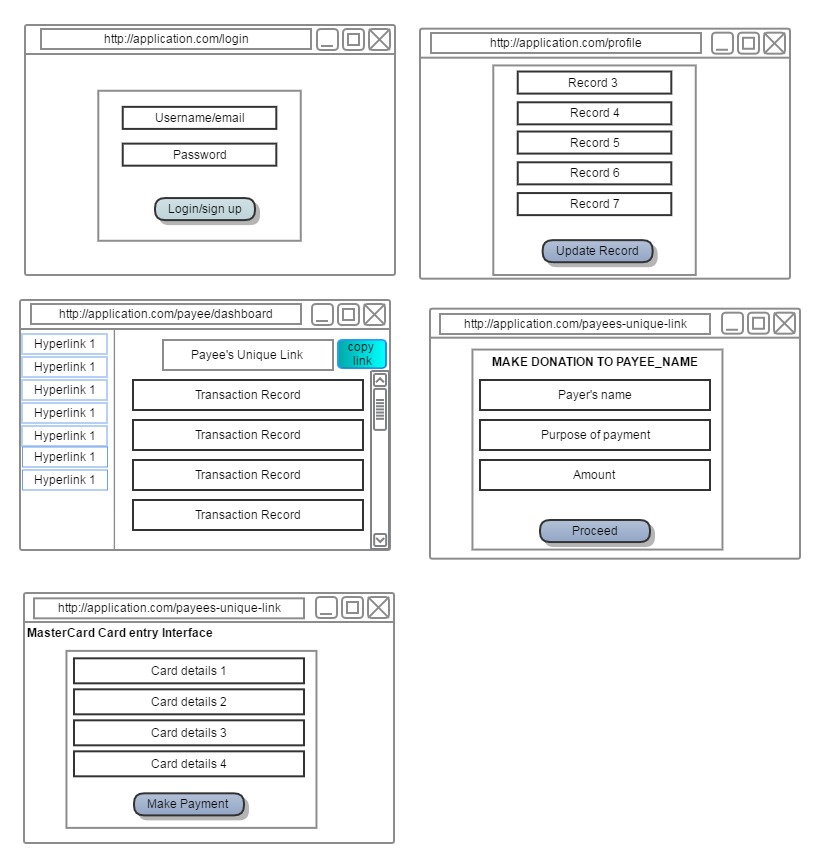 http://application.com/login
Username/email
Password
Login/sign up
http://application.com/profile
Record 3
Record 4
Record 5
Record 6
Record 7
Update Record
http://application.com/payee/dashboard
Hyperlink 1
Hyperlink 1
Hyperlink 1
Hyperlink 1
Hyperlink 1
Hyperlink 1
Hyperlink 1
Payee's Unique Link
copy
link
Transaction Record
Transaction Record
Transaction Record
Transaction Record
http://application.com/payees-unique-link
MAKE DONATION TO PAYEE_NAME
Payer's name
Purpose of payment
Amount
Proceed
http://application.com/payees-unique-link
MasterCard Card entry Interface
Card details 1
Card details 2
Card details 3
Card details 4
Make Payment